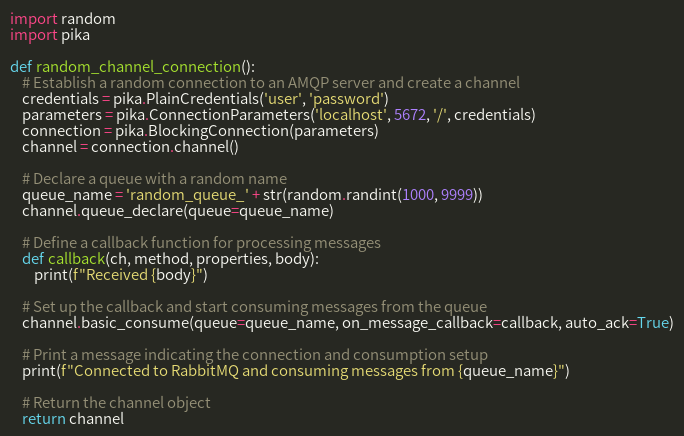 import random
import pika

def random_channel_connection():
    # Establish a random connection to an AMQP server and create a channel
    credentials = pika.PlainCredentials('user', 'password')
    parameters = pika.ConnectionParameters('localhost', 5672, '/', credentials)
    connection = pika.BlockingConnection(parameters)
    channel = connection.channel()

    # Declare a queue with a random name
    queue_name = 'random_queue_' + str(random.randint(1000, 9999))
    channel.queue_declare(queue=queue_name)

    # Define a callback function for processing messages
    def callback(ch, method, properties, body):
        print(f"Received {body}")

    # Set up the callback and start consuming messages from the queue
    channel.basic_consume(queue=queue_name, on_message_callback=callback, auto_ack=True)

    # Print a message indicating the connection and consumption setup
    print(f"Connected to RabbitMQ and consuming messages from {queue_name}")

    # Return the channel object
    return channel